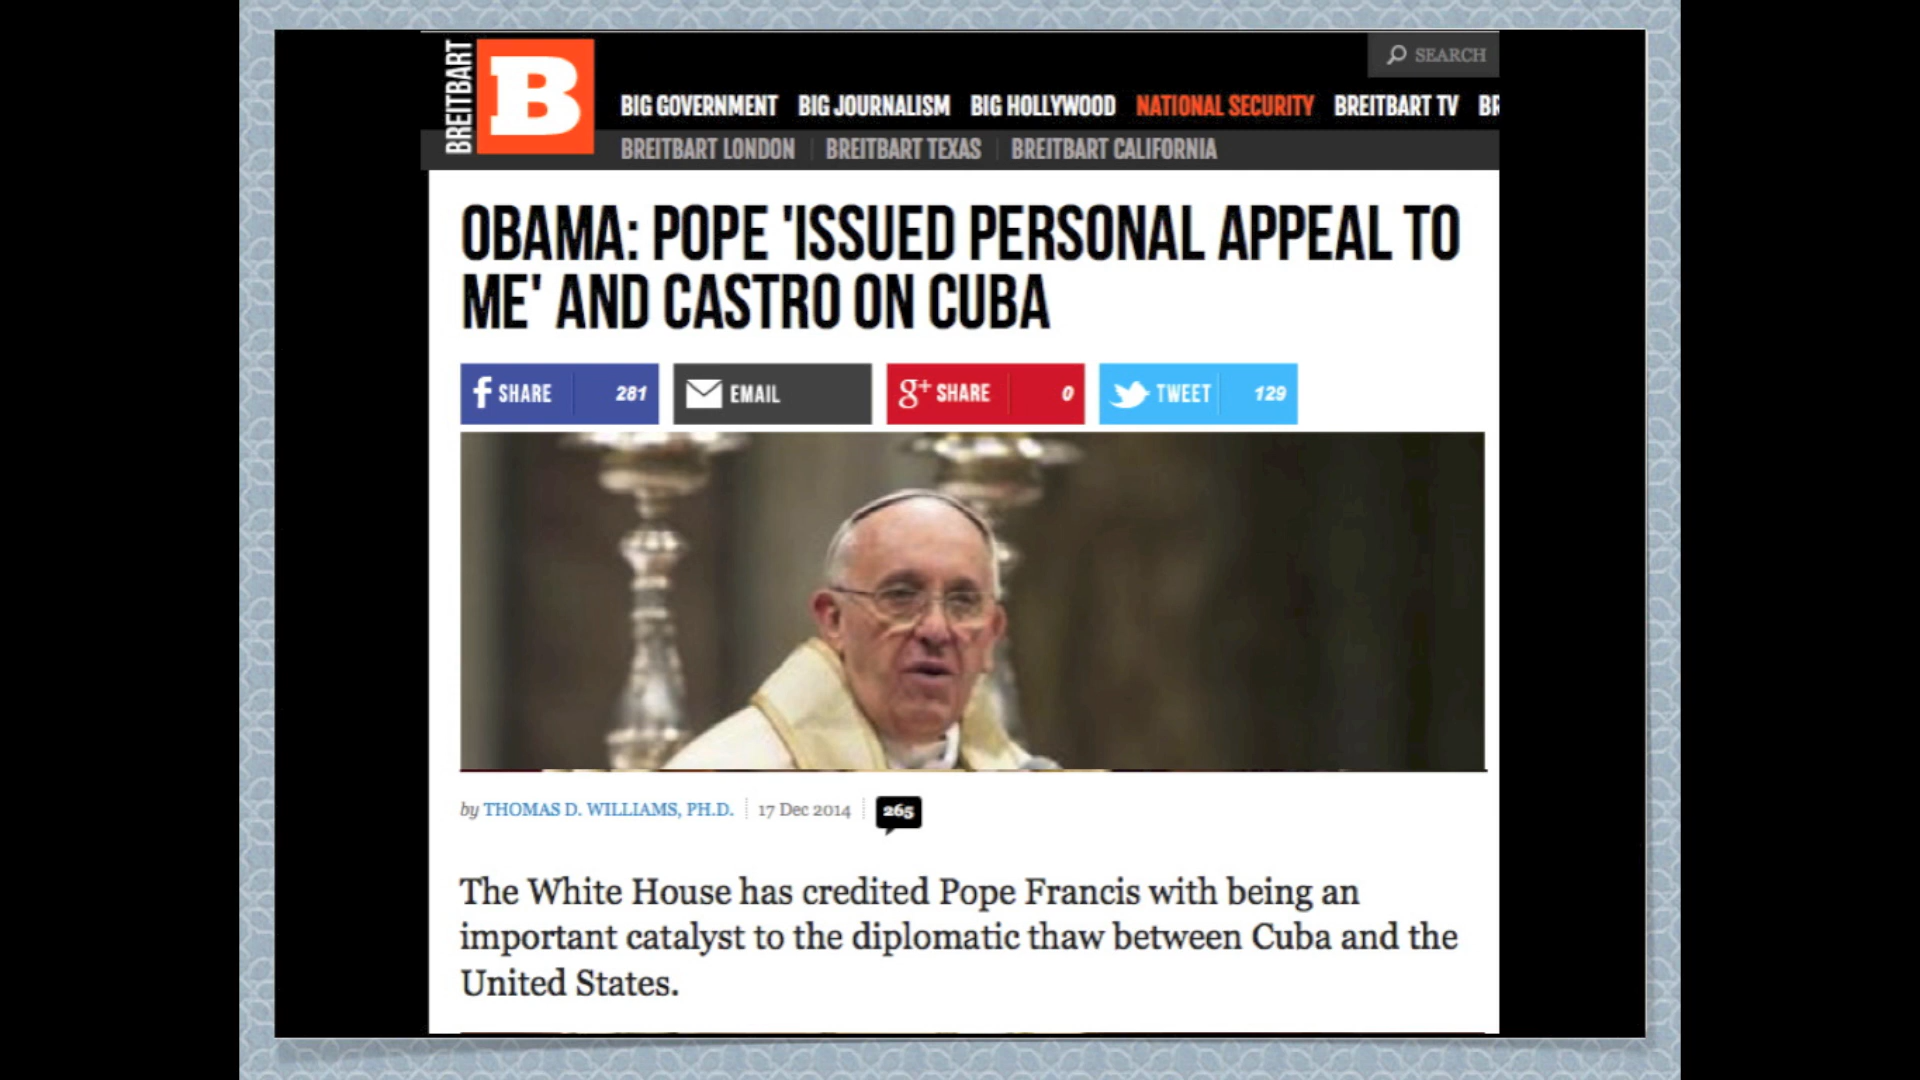 BREITBART
B
SEARCH
BIG GOVERNMENT BIG JOURNALISM BIG HOLLYWOOD NATIONAL SECURITY BREITBART TV BR
BREITBART LONDON BREITBART TEXAS BREITBART CALIFORNIA
OBAMA: POPE 'ISSUED PERSONAL APPEAL TO
ME' AND CASTRO ON CUBA
f SHARE 281 EMAIL g+ SHARE 0 TWEET 129
by THOMAS D. WILLIAMS, PH.D. 17 Dec 2014 265
The White House has credited Pope Francis with being an
important catalyst to the diplomatic thaw between Cuba and the
United States.